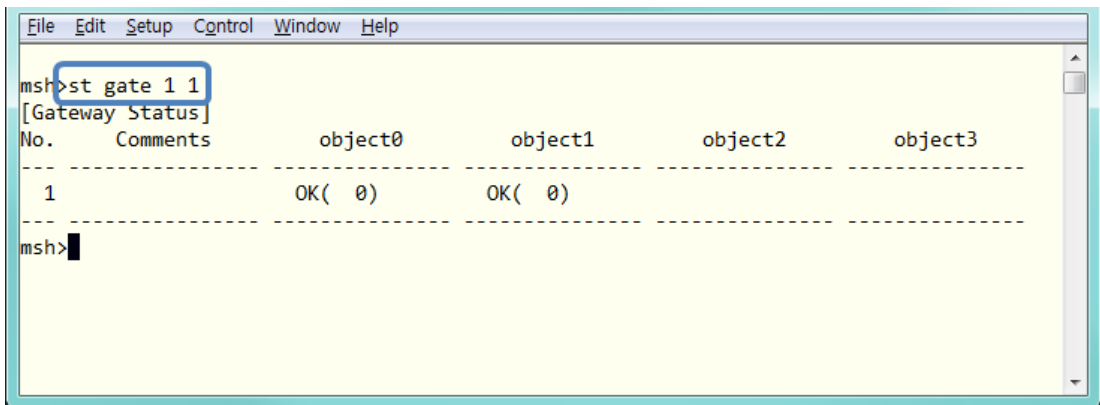 File Edit Setup Control Window Help
msh>st gate 1 1
[Gateway Status]
No. Comments object0 object1 object2 object3
--- ---------------- --------------- --------------- --------------- ---------------
1 OK( 0) OK( 0)
--- ---------------- --------------- --------------- --------------- ---------------
msh>